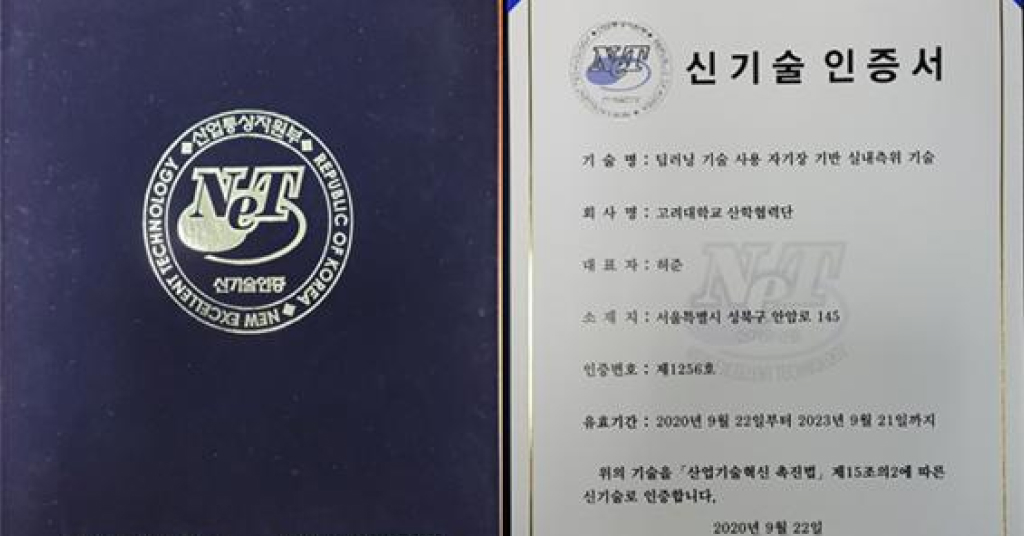 산업통상자원부
REPUBLIC OF KOREA
NEW EXCELLENT TECHNOLOGY
NeT
신기술인증
NeT
신기술 인증서
기 술 명 : 딥러닝 기술 사용 자기장 기반 실내측위 기술
회 사 명 : 고려대학교 산학협력단
대 표 자 : 허준
소 재 지 : 서울특별시 성북구 안암로 145
인증번호 : 제1256호
유효기간 : 2020년 9월 22일부터 2023년 9월 21일까지
위의 기술을「산업기술혁신 촉진법」제15조의2에 따른
신기술로 인증합니다.
2020년 9월 22일
NeT